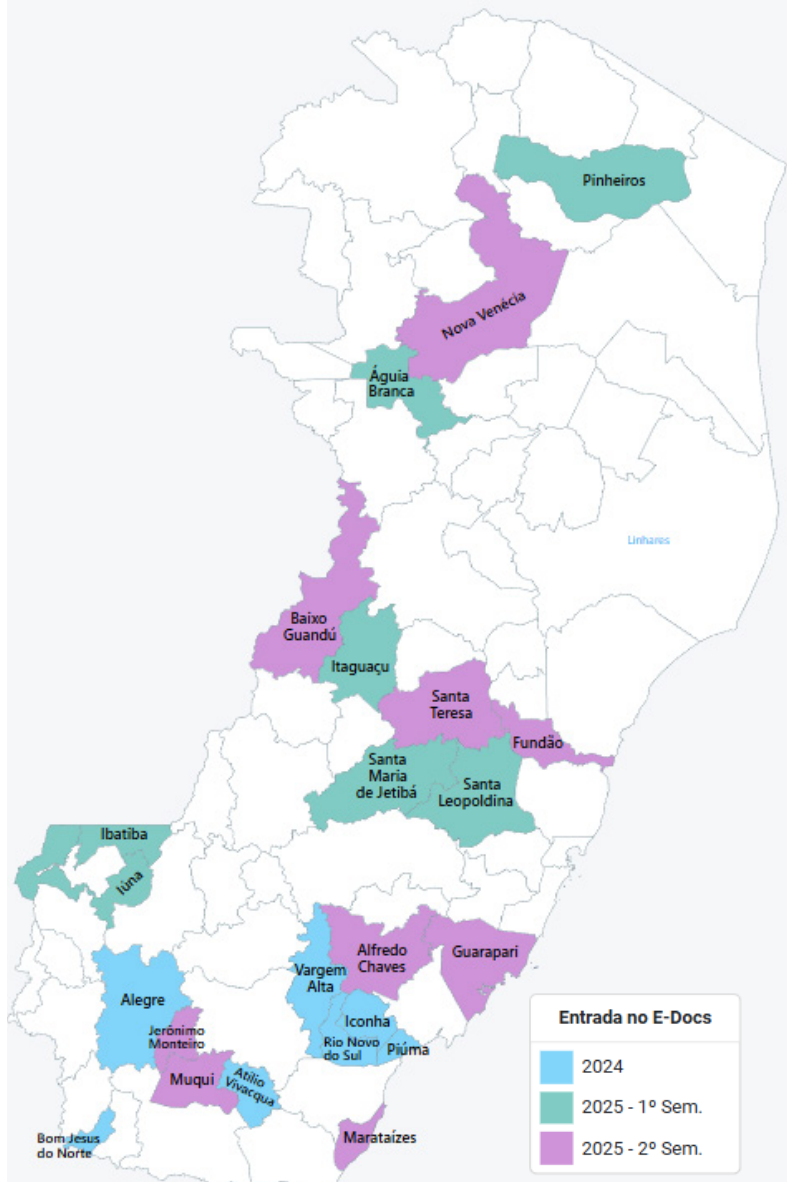 Pinheiros
Nova Venécia
Águia
Branca
Linhares
Baixo
Guandú
Itaguaçu
Santa
Teresa
Fundão
Santa
Maria
de Jetibá
Santa
Leopoldina
Ibatiba
Iúna
Alfredo
Chaves
Guarapari
Vargem
Alta
Alegre
Iconha
Rio Novo
do Sul
Piúma
Jerônimo
Monteiro
Muqui
Atílio
Vivacqua
Bom Jesus
do Norte
Marataízes
Entrada no E-Docs
2024
2025 - 1º Sem.
2025 - 2º Sem.